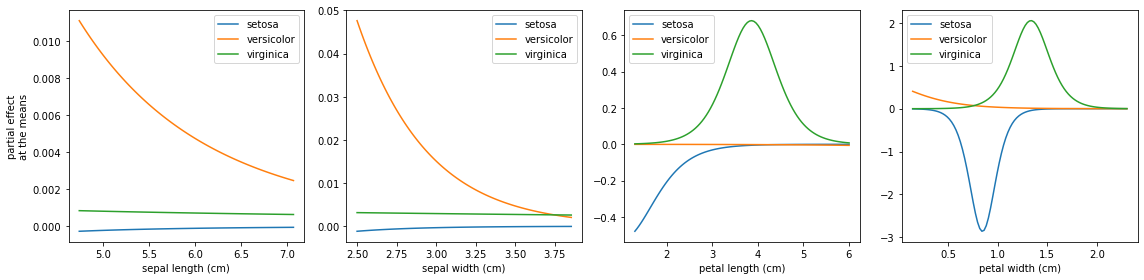 partial effect
at the means
0.010
0.008
0.006
0.004
0.002
0.000
5.0 5.5 6.0 6.5 7.0
sepal length (cm)
setosa
versicolor
virginica
0.05
0.04
0.03
0.02
0.01
0.00
2.50 2.75 3.00 3.25 3.50 3.75
sepal width (cm)
setosa
versicolor
virginica
0.6
0.4
0.2
0.0
−0.2
−0.4
2 3 4 5 6
petal length (cm)
setosa
versicolor
virginica
2
1
0
−1
−2
−3
0.5 1.0 1.5 2.0
petal width (cm)
setosa
versicolor
virginica